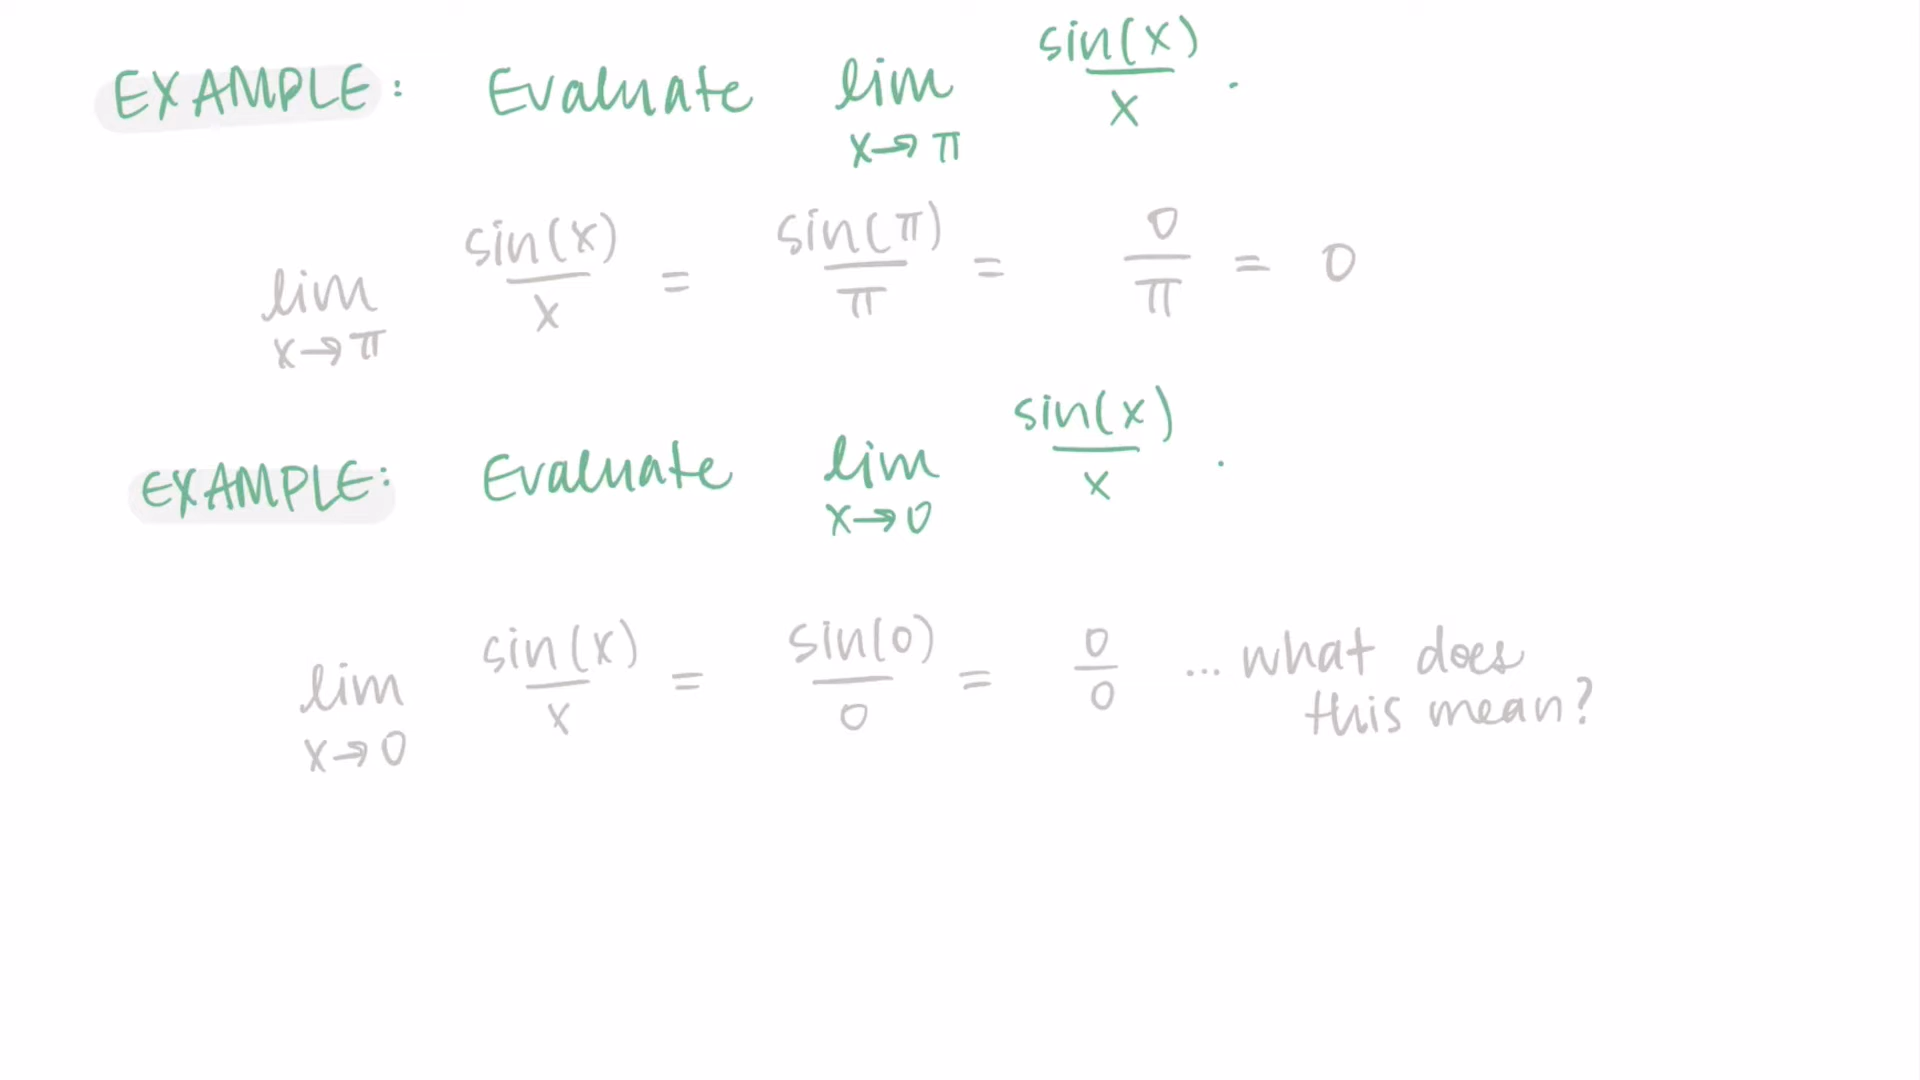 EXAMPLE: Evaluate lim x→π sin(x)/x .
lim x→π sin(x)/x = sin(π)/π = 0/π = 0
EXAMPLE: Evaluate lim x→0 sin(x)/x .
lim x→0 sin(x)/x = sin(0)/0 = 0/0 ... what does
this mean?